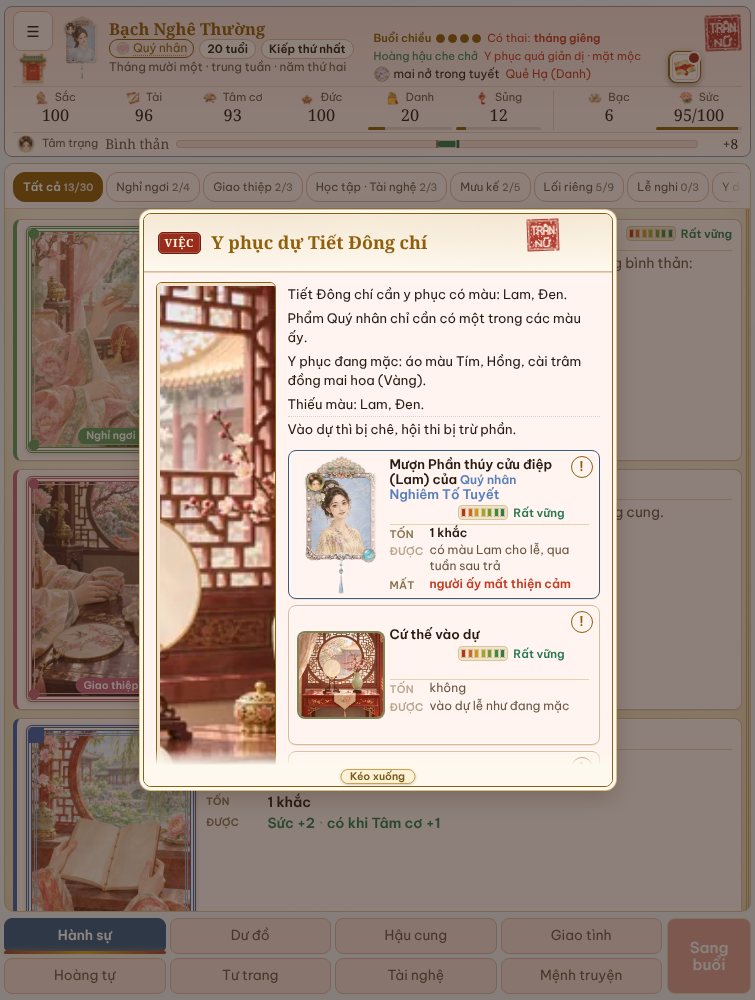 ☰
Bạch Nghê Thường
Quý nhân
20 tuổi
Kiếp thứ nhất
Tháng mười một · trung tuần · năm thứ hai
Buổi chiều
Có thai: tháng giêng
Hoàng hậu che chở Y phục quá giản dị · mặt mộc
mai nở trong tuyết Quế Hạ (Danh)
TRÂN NỮ
Sắc
100
Tài
96
Tâm cơ
93
Đức
100
Danh
20
Sủng
12
Bạc
6
Sức
95/100
Tâm trạng Bình thản
+8
Tất cả 13/30
Nghỉ ngơi 2/4
Giao thiệp 2/3
Học tập · Tài nghệ 2/3
Mưu kế 2/5
Lối riêng 5/9
Lễ nghi 0/3
Rất vững
g bình thản:
Nghỉ ngơi
g cung.
Giao thiệp
VIỆC
Y phục dự Tiết Đông chí
TRÂN NỮ
Tiết Đông chí cần y phục có màu: Lam, Đen.
Phẩm Quý nhân chỉ cần có một trong các màu
ấy.
Y phục đang mặc: áo màu Tím, Hồng, cài trâm
đồng mai hoa (Vàng).
Thiếu màu: Lam, Đen.
Vào dự thì bị chê, hội thi bị trừ phần.
Mượn Phần thúy cửu điệp
(Lam) của Quý nhân
Nghiêm Tố Tuyết
!
Rất vững
TỐN 1 khắc
ĐƯỢC có màu Lam cho lễ, qua
tuần sau trả
MẤT người ấy mất thiện cảm
Cứ thế vào dự
!
Rất vững
TỐN không
ĐƯỢC vào dự lễ như đang mặc
Kéo xuống
TỐN 1 khắc
ĐƯỢC Sức +2 · có khi Tâm cơ +1
Hành sự
Dư đồ
Hậu cung
Giao tình
Hoàng tự
Tư trang
Tài nghệ
Mệnh truyện
Sang
buổi